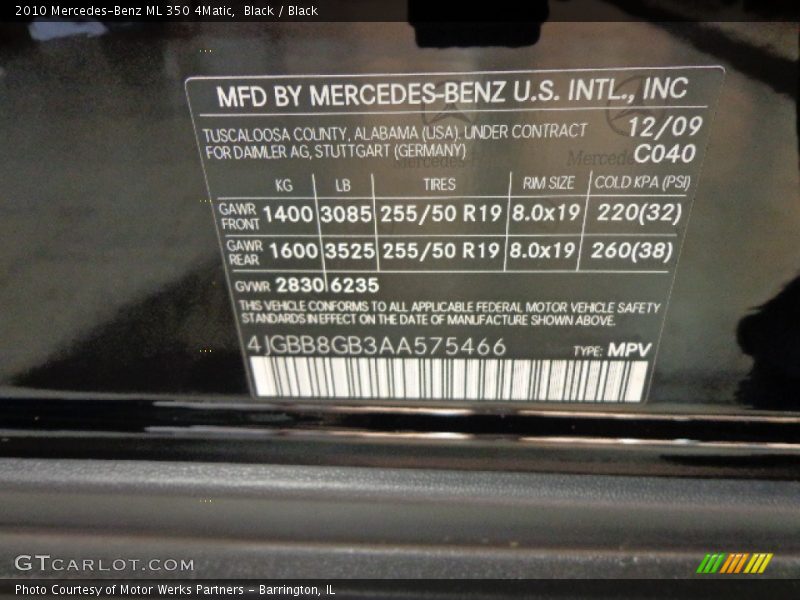 2010 Mercedes-Benz ML 350 4Matic, Black / Black
MFD BY MERCEDES-BENZ U.S. INTL., INC
TUSCALOOSA COUNTY, ALABAMA (USA), UNDER CONTRACT 12/09
FOR DAIMLER AG, STUTTGART (GERMANY) C040
KG LB TIRES RIM SIZE COLD KPA (PSI)
GAWR FRONT 1400 3085 255/50 R19 8.0x19 220(32)
GAWR REAR 1600 3525 255/50 R19 8.0x19 260(38)
GVWR 2830 6235
THIS VEHICLE CONFORMS TO ALL APPLICABLE FEDERAL MOTOR VEHICLE SAFETY
STANDARDS IN EFFECT ON THE DATE OF MANUFACTURE SHOWN ABOVE.
4JGBB8GB3AA575466 TYPE: MPV
GTCARLOT.COM
Photo Courtesy of Motor Werks Partners - Barrington, IL